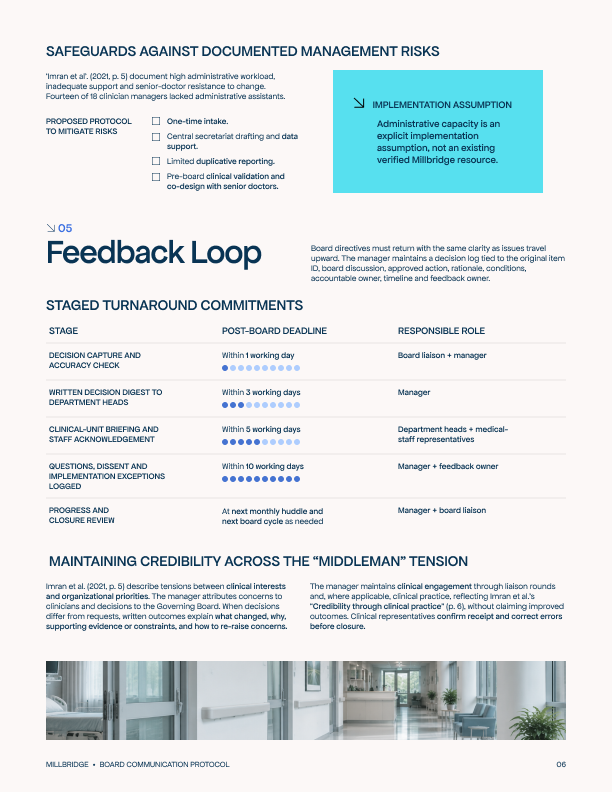 SAFEGUARDS AGAINST DOCUMENTED MANAGEMENT RISKS
'Imran et al'. (2021, p. 5) document high administrative workload,
inadequate support and senior-doctor resistance to change.
Fourteen of 18 clinician managers lacked administrative assistants.
PROPOSED PROTOCOL
TO MITIGATE RISKS
One-time intake.
Central secretariat drafting and data
support.
Limited duplicative reporting.
Pre-board clinical validation and
co-design with senior doctors.
IMPLEMENTATION ASSUMPTION
Administrative capacity is an
explicit implementation
assumption, not an existing
verified Millbridge resource.
05
Feedback Loop
Board directives must return with the same clarity as issues travel
upward. The manager maintains a decision log tied to the original item
ID, board discussion, approved action, rationale, conditions,
accountable owner, timeline and feedback owner.
STAGED TURNAROUND COMMITMENTS
STAGE
POST-BOARD DEADLINE
RESPONSIBLE ROLE
DECISION CAPTURE AND
ACCURACY CHECK
Within 1 working day
Board liaison + manager
WRITTEN DECISION DIGEST TO
DEPARTMENT HEADS
Within 3 working days
Manager
CLINICAL-UNIT BRIEFING AND
STAFF ACKNOWLEDGEMENT
Within 5 working days
Department heads + medical-
staff representatives
QUESTIONS, DISSENT AND
IMPLEMENTATION EXCEPTIONS
LOGGED
Within 10 working days
Manager + feedback owner
PROGRESS AND
CLOSURE REVIEW
At next monthly huddle and
next board cycle as needed
Manager + board liaison
MAINTAINING CREDIBILITY ACROSS THE “MIDDLEMAN” TENSION
Imran et al. (2021, p. 5) describe tensions between clinical interests
and organizational priorities. The manager attributes concerns to
clinicians and decisions to the Governing Board. When decisions
differ from requests, written outcomes explain what changed, why,
supporting evidence or constraints, and how to re-raise concerns.
The manager maintains clinical engagement through liaison rounds
and, where applicable, clinical practice, reflecting Imran et al.'s
“Credibility through clinical practice” (p. 6), without claiming improved
outcomes. Clinical representatives confirm receipt and correct errors
before closure.
MILLBRIDGE • BOARD COMMUNICATION PROTOCOL
06